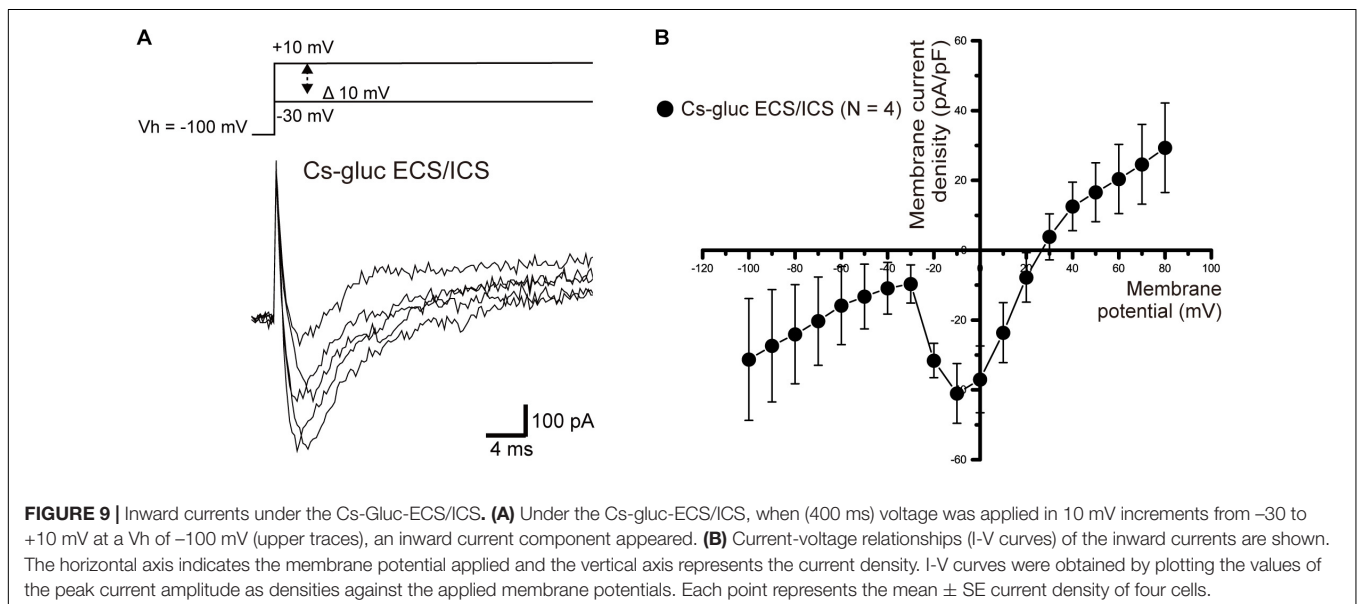 A
+10 mV
Δ 10 mV
-30 mV
Vh = -100 mV
Cs-gluc ECS/ICS
100 pA
4 ms
B
Cs-gluc ECS/ICS (N = 4)
Membrane current
denisity (pA/pF)
60
40
20
0
-20
-60
-120
-100
-80
-60
-40
-20
0
20
40
60
80
100
Membrane
potential (mV)
FIGURE 9 | Inward currents under the Cs-Gluc-ECS/ICS. (A) Under the Cs-gluc-ECS/ICS, when (400 ms) voltage was applied in 10 mV increments from –30 to
+10 mV at a Vh of –100 mV (upper traces), an inward current component appeared. (B) Current-voltage relationships (I-V curves) of the inward currents are shown.
The horizontal axis indicates the membrane potential applied and the vertical axis represents the current density. I-V curves were obtained by plotting the values of
the peak current amplitude as densities against the applied membrane potentials. Each point represents the mean ± SE current density of four cells.